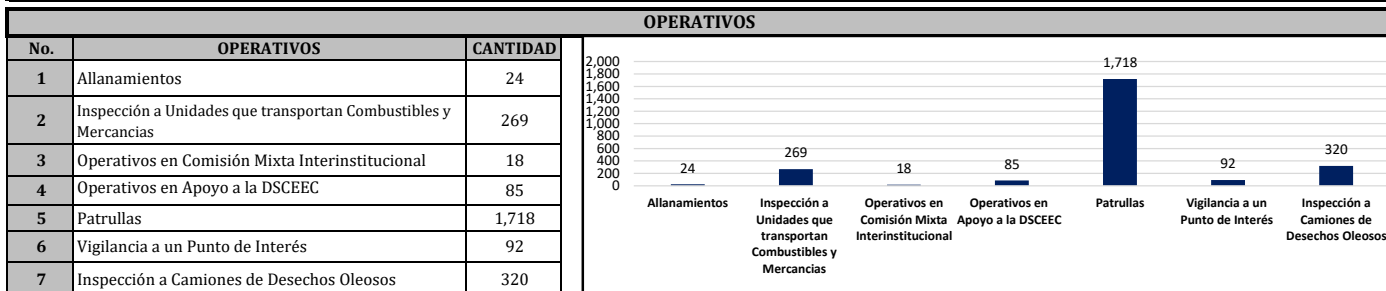 OPERATIVOS
No. OPERATIVOS CANTIDAD
1 Allanamientos 24
2 Inspección a Unidades que transportan Combustibles y
Mercancias 269
3 Operativos en Comisión Mixta Interinstitucional 18
4 Operativos en Apoyo a la DSCEEC 85
5 Patrullas 1,718
6 Vigilancia a un Punto de Interés 92
7 Inspección a Camiones de Desechos Oleosos 320
2,000
1,800
1,600
1,400
1,200
1,000
800
600
400
200
0
24
269
18
85
1,718
92
320
Allanamientos
Inspección a
Unidades que
transportan
Combustibles y
Mercancias
Operativos en
Comisión Mixta
Interinstitucional
Operativos en
Apoyo a la DSCEEC
Patrullas
Vigilancia a un
Punto de Interés
Inspección a
Camiones de
Desechos Oleosos